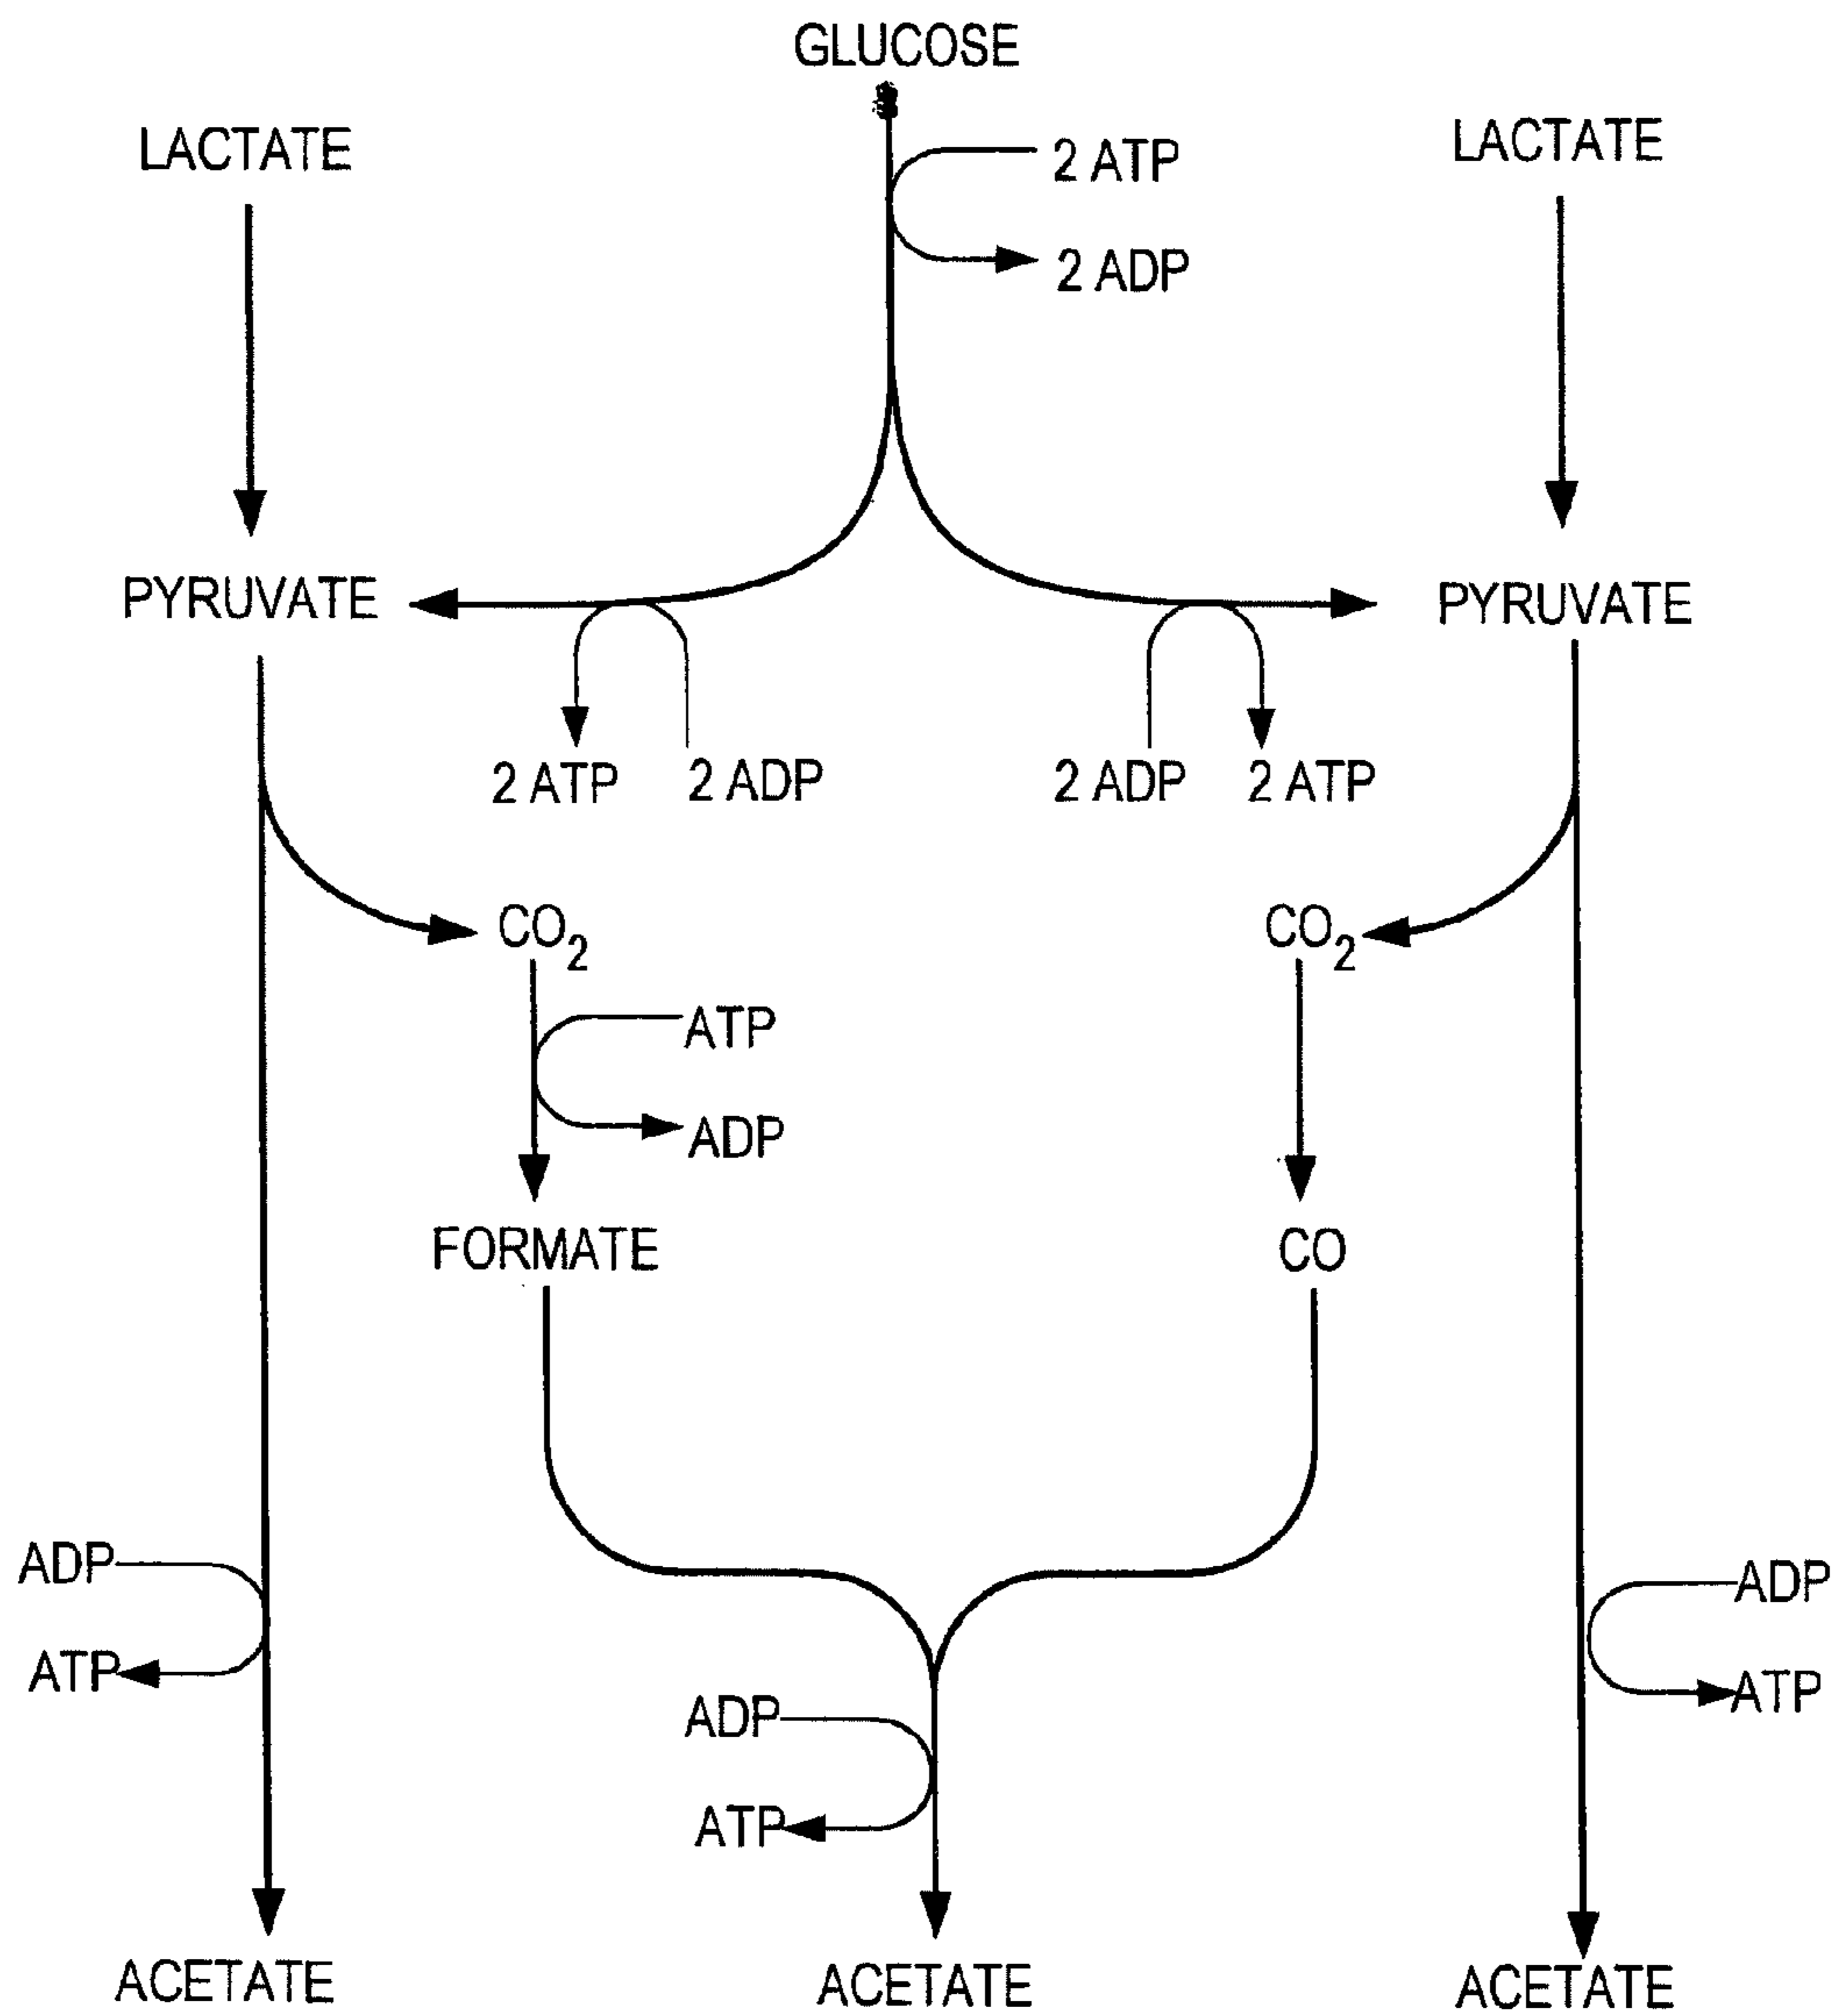 GLUCOSE
LACTATE
LACTATE
2 ATP
2 ADP
PYRUVATE
PYRUVATE
2 ATP
2 ADP
2 ADP
2 ATP
CO₂
CO₂
ATP
ADP
FORMATE
CO
ADP
ATP
ADP
ATP
ADP
ATP
ACETATE
ACETATE
ACETATE